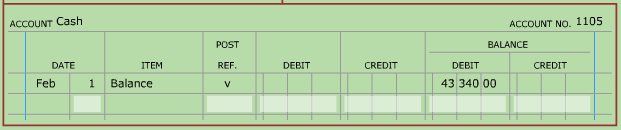 ACCOUNT Cash ACCOUNT NO. 1105
POST BALANCE
DATE ITEM REF. DEBIT CREDIT DEBIT CREDIT
Feb 1 Balance v 43 340 00